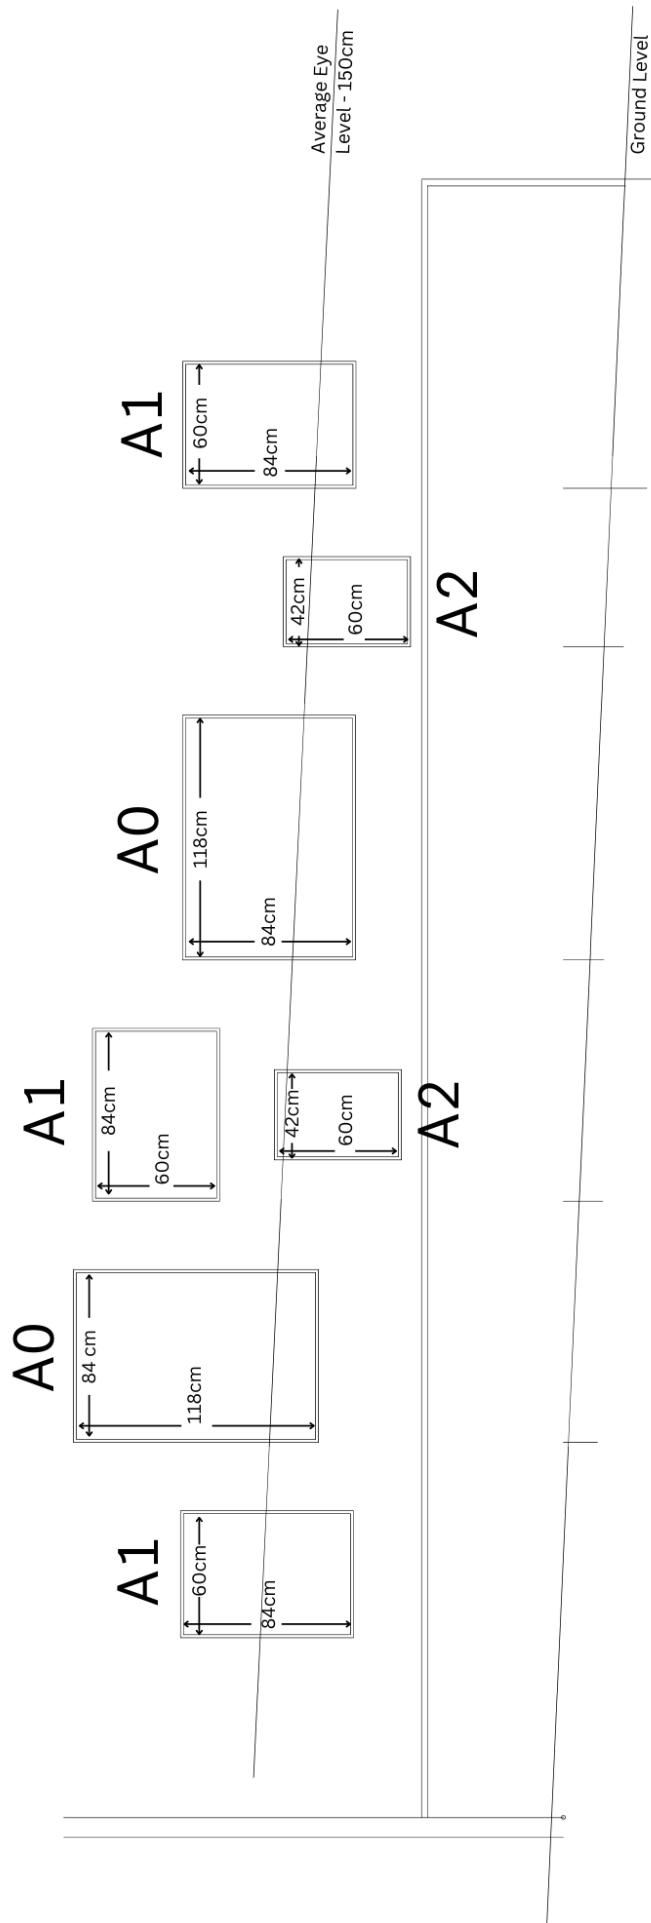 A1
60cm
84cm
A0
84 cm
118cm
A1
84cm
60cm
42cm
60cm
A2
A0
118cm
84cm
42cm
60cm
A2
A1
60cm
84cm
Average Eye
Level - 150cm
Ground Level